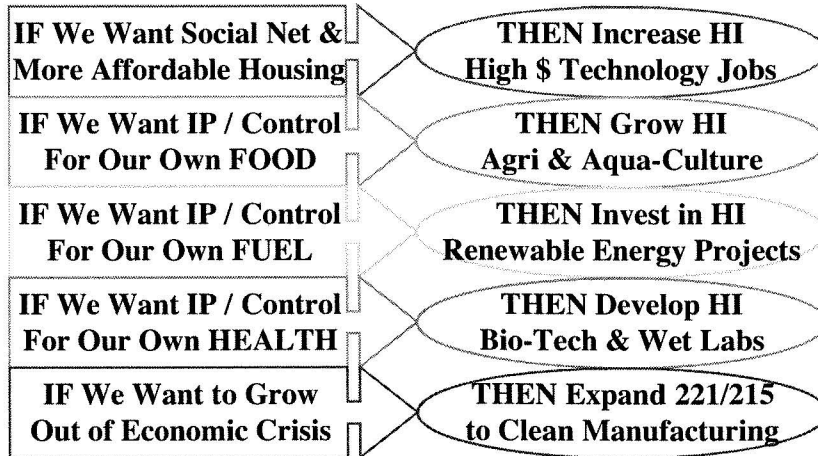 IF We Want Social Net &
More Affordable Housing
THEN Increase HI
High $ Technology Jobs
IF We Want IP / Control
For Our Own FOOD
THEN Grow HI
Agri & Aqua-Culture
IF We Want IP / Control
For Our Own FUEL
THEN Invest in HI
Renewable Energy Projects
IF We Want IP / Control
For Our Own HEALTH
THEN Develop HI
Bio-Tech & Wet Labs
IF We Want to Grow
Out of Economic Crisis
THEN Expand 221/215
to Clean Manufacturing